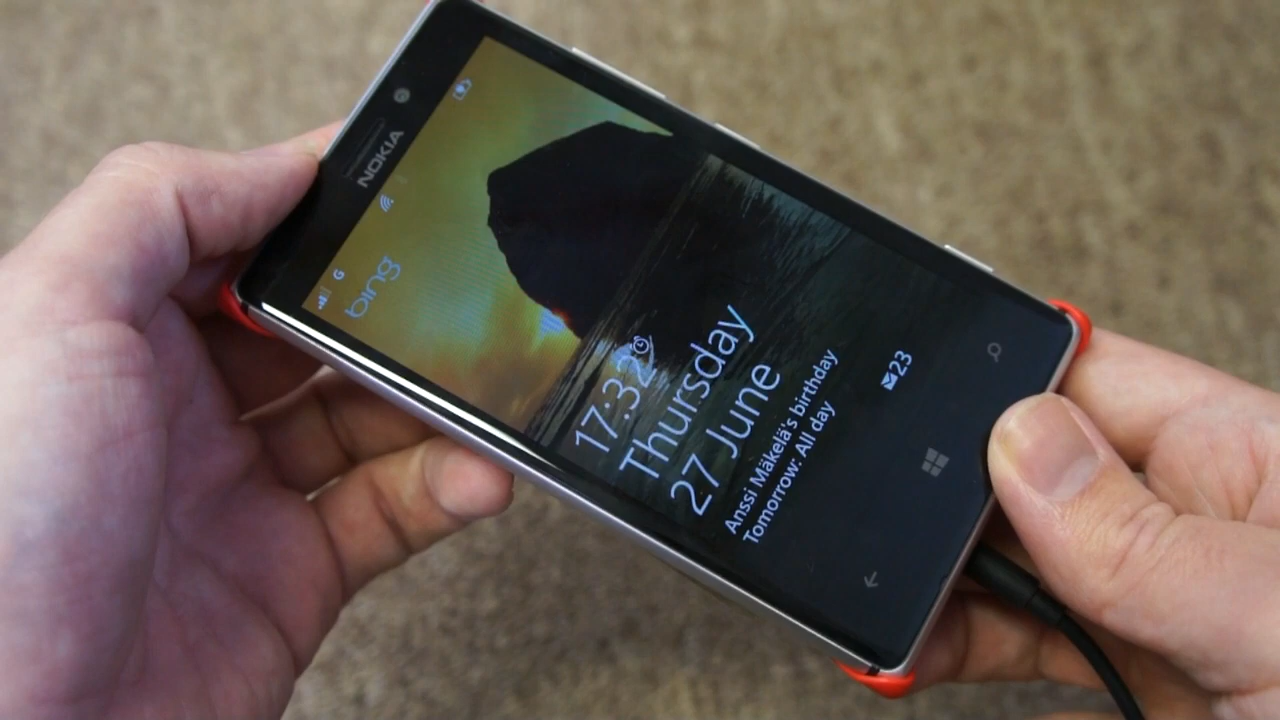 NOKIA
G
bing
17:32
Thursday
27 June
Anssi Mäkelä's birthday
Tomorrow: All day
23